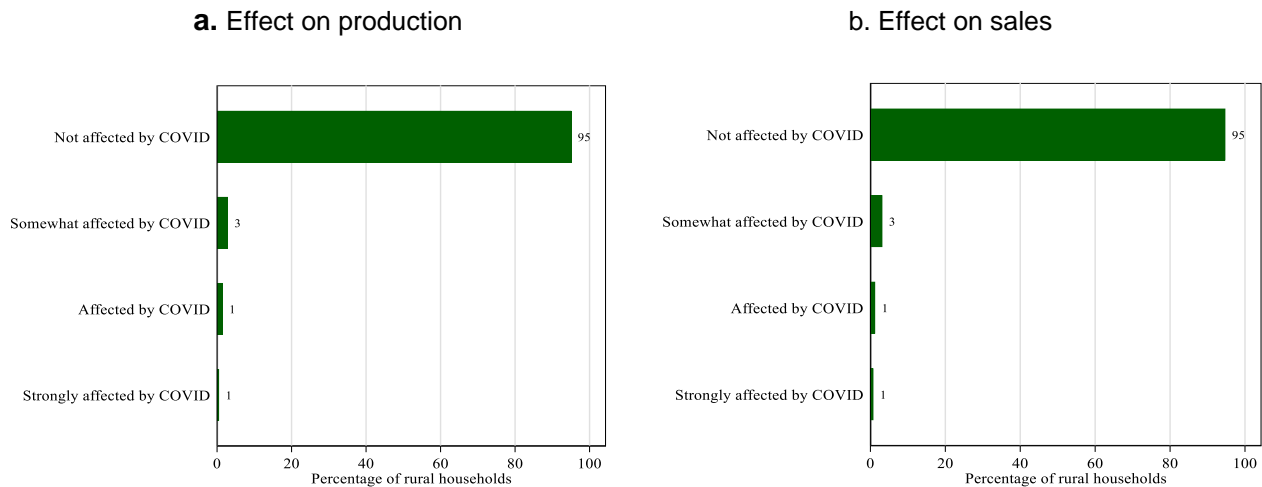 a. Effect on production
Not affected by COVID
95
Somewhat affected by COVID
3
Affected by COVID
1
Strongly affected by COVID
1
0 20 40 60 80 100
Percentage of rural households
b. Effect on sales
Not affected by COVID
95
Somewhat affected by COVID
3
Affected by COVID
1
Strongly affected by COVID
1
0 20 40 60 80 100
Percentage of rural households